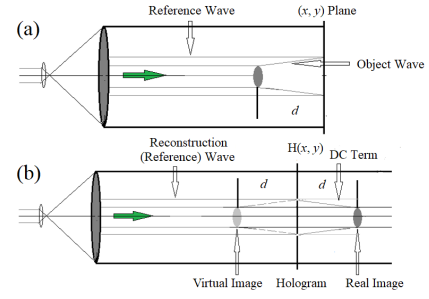 Reference Wave
(x, y) Plane
(a)
Object Wave
d
Reconstruction
(Reference) Wave
H(x, y)
DC Term
(b)
d
d
Virtual Image
Hologram
Real Image